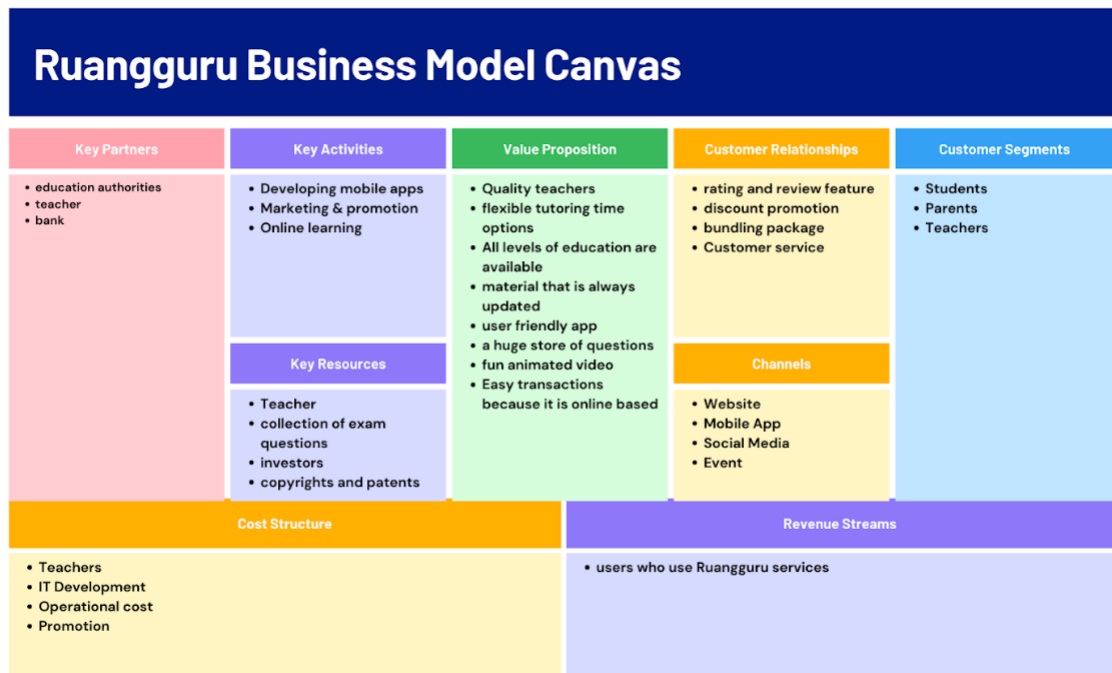 Ruangguru Business Model Canvas
Key Partners
• education authorities
• teacher
• bank
Key Activities
• Developing mobile apps
• Marketing & promotion
• Online learning
Key Resources
• Teacher
• collection of exam
questions
• investors
• copyrights and patents
Value Proposition
• Quality teachers
• flexible tutoring time
options
• All levels of education are
available
• material that is always
updated
• user friendly app
• a huge store of questions
• fun animated video
• Easy transactions
because it is online based
Customer Relationships
• rating and review feature
• discount promotion
• bundling package
• Customer service
Channels
• Website
• Mobile App
• Social Media
• Event
Customer Segments
• Students
• Parents
• Teachers
Cost Structure
• Teachers
• IT Development
• Operational cost
• Promotion
Revenue Streams
• users who use Ruangguru services